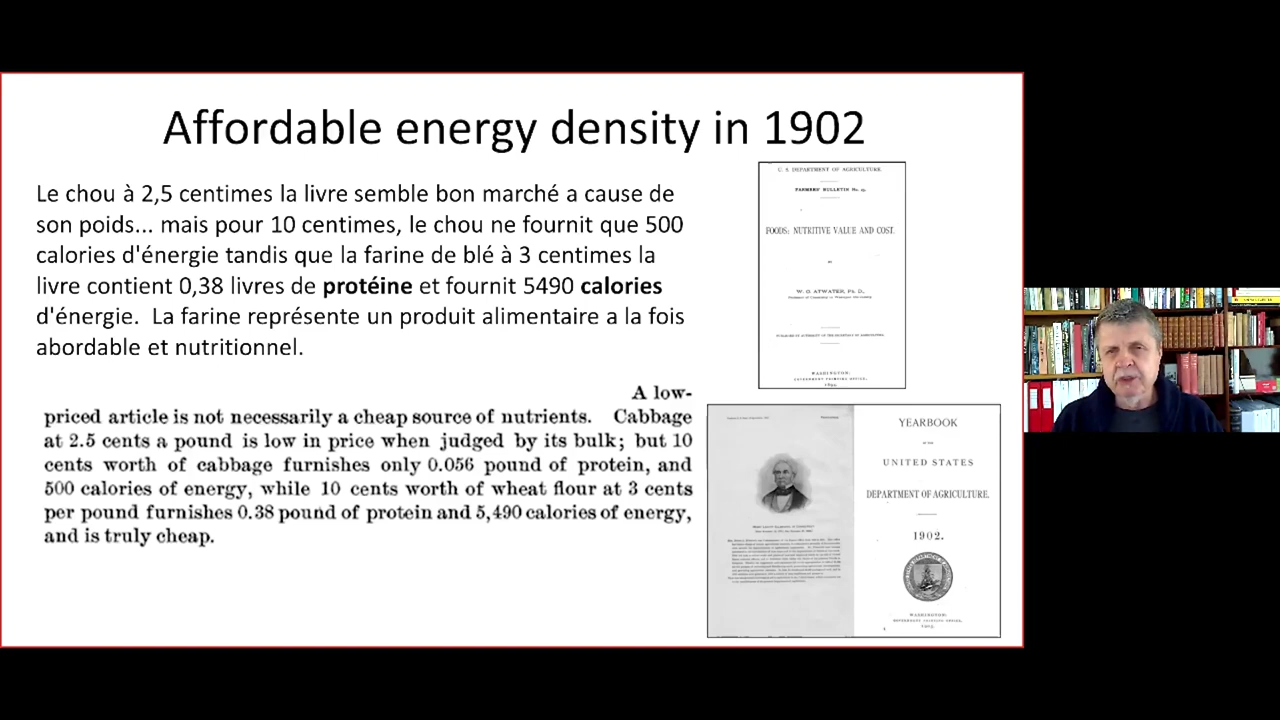 Affordable energy density in 1902
Le chou à 2,5 centimes la livre semble bon marché a cause de
son poids... mais pour 10 centimes, le chou ne fournit que 500
calories d'énergie tandis que la farine de blé à 3 centimes la
livre contient 0,38 livres de protéine et fournit 5490 calories
d'énergie. La farine représente un produit alimentaire a la fois
abordable et nutritionnel.
A low-
priced article is not necessarily a cheap source of nutrients. Cabbage
at 2.5 cents a pound is low in price when judged by its bulk; but 10
cents worth of cabbage furnishes only 0.056 pound of protein, and
500 calories of energy, while 10 cents worth of wheat flour at 3 cents
per pound furnishes 0.38 pound of protein and 5,490 calories of energy,
and is truly cheap.
U. S. DEPARTMENT OF AGRICULTURE.
FARMERS' BULLETIN No.
FOODS: NUTRITIVE VALUE AND COST.
BY
W. O. ATWATER, Ph. D.,
WASHINGTON:
GOVERNMENT PRINTING OFFICE,
YEARBOOK
OF THE
UNITED STATES
DEPARTMENT OF AGRICULTURE.
1902.
WASHINGTON:
GOVERNMENT PRINTING OFFICE,
1903.